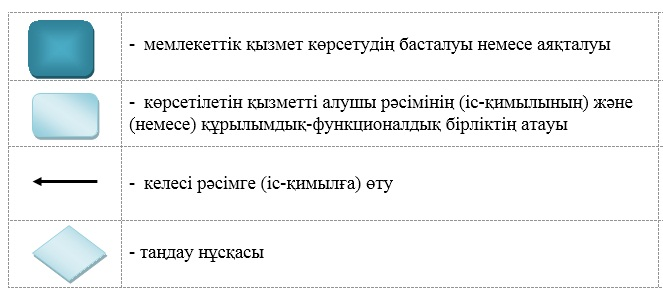 - мемлекеттік қызмет көрсетудің басталуы немесе аяқталуы
- көрсетілетін қызметті алушы рәсімінің (іс-қимылының) және
(немесе) құрылымдық-функционалдық бірліктің атауы
- келесі рәсімге (іс-қимылға) өту
- таңдау нұсқасы